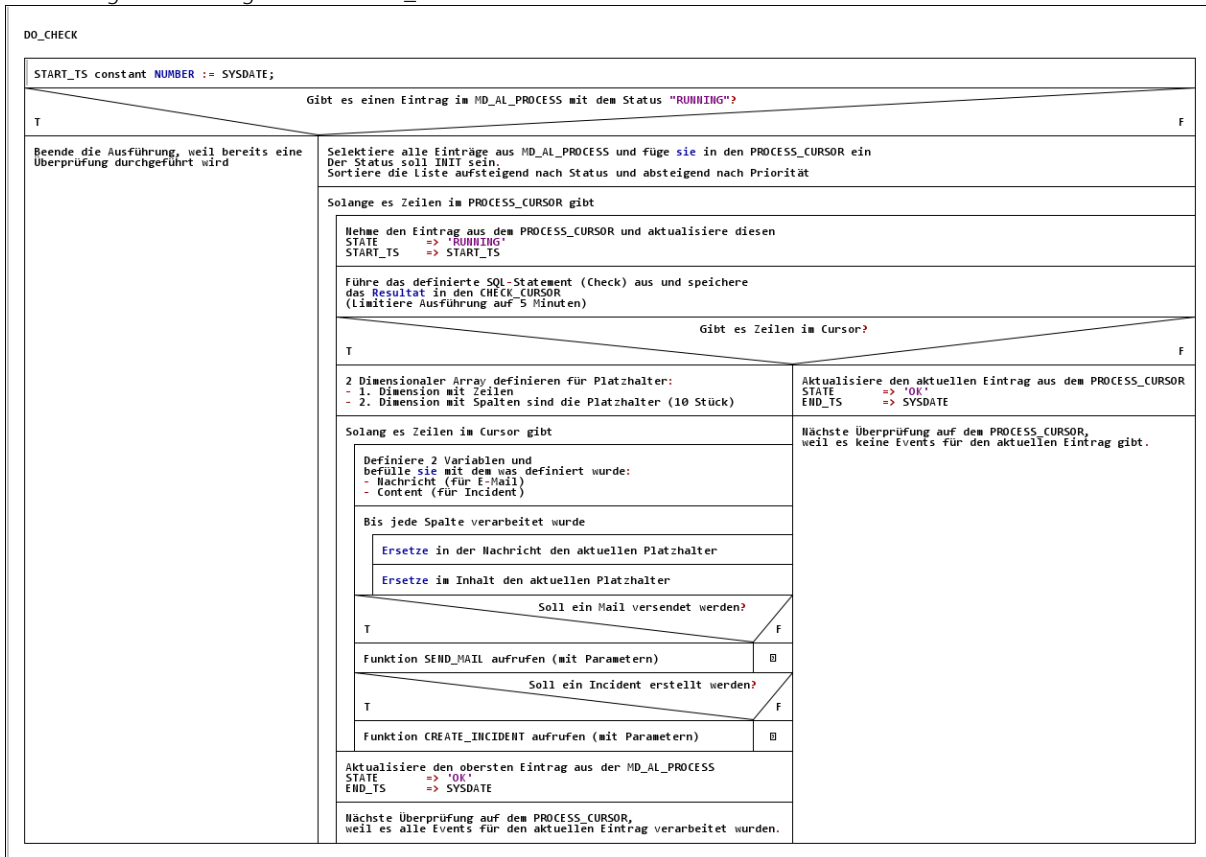 DO_CHECK
START_TS constant NUMBER := SYSDATE;
Gibt es einen Eintrag im MD_AL_PROCESS mit dem Status "RUNNING"?
T
F
Beende die Ausführung, weil bereits eine
Überprüfung durchgeführt wird
Selektiere alle Einträge aus MD_AL_PROCESS und füge sie in den PROCESS_CURSOR ein
Der Status soll INIT sein.
Sortiere die Liste aufsteigend nach Status und absteigend nach Priorität
Solange es Zeilen im PROCESS_CURSOR gibt
Nehme den Eintrag aus dem PROCESS_CURSOR und aktualisiere diesen
STATE => 'RUNNING'
START_TS => START_TS
Führe das definierte SQL-Statement (Check) aus und speichere
das Resultat in den CHECK_CURSOR
(Limitiere Ausführung auf 5 Minuten)
Gibt es Zeilen im Cursor?
T
F
2 Dimensionaler Array definieren für Platzhalter:
- 1. Dimension mit Zeilen
- 2. Dimension mit Spalten sind die Platzhalter (10 Stück)
Solang es Zeilen im Cursor gibt
Definiere 2 Variablen und
befülle sie mit dem was definiert wurde:
- Nachricht (für E-Mail)
- Content (für Incident)
Bis jede Spalte verarbeitet wurde
Ersetze in der Nachricht den aktuellen Platzhalter
Ersetze im Inhalt den aktuellen Platzhalter
Soll ein Mail versendet werden?
T
F
Funktion SEND_MAIL aufrufen (mit Parametern)
Soll ein Incident erstellt werden?
T
F
Funktion CREATE_INCIDENT aufrufen (mit Parametern)
Aktualisiere den obersten Eintrag aus der MD_AL_PROCESS
STATE => 'OK'
END_TS => SYSDATE
Nächste Überprüfung auf dem PROCESS_CURSOR,
weil es alle Events für den aktuellen Eintrag verarbeitet wurden.
Aktualisiere den aktuellen Eintrag aus dem PROCESS_CURSOR
STATE => 'OK'
END_TS => SYSDATE
Nächste Überprüfung auf dem PROCESS_CURSOR,
weil es keine Events für den aktuellen Eintrag gibt.